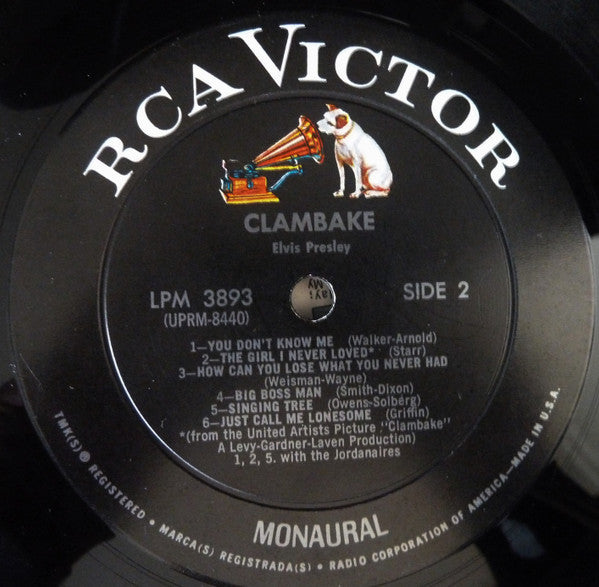 RCA VICTOR
CLAMBAKE
Elvis Presley
LPM 3893
(UPRM-8440)
SIDE 2
1—YOU DON'T KNOW ME (Walker-Arnold)
2—THE GIRL I NEVER LOVED* (Starr)
3—HOW CAN YOU LOSE WHAT YOU NEVER HAD
(Weisman-Wayne)
4—BIG BOSS MAN (Smith-Dixon)
5—SINGING TREE (Owens-Solberg)
6—JUST CALL ME LONESOME (Griffin)
*(from the United Artists Picture "Clambake"
A Levy-Gardner-Laven Production)
1, 2, 5. with the Jordanaires
MONAURAL
TMK(S) ® REGISTERED • MARCA(S) REGISTRADA(S) • RADIO CORPORATION OF AMERICA—MADE IN U.S.A.